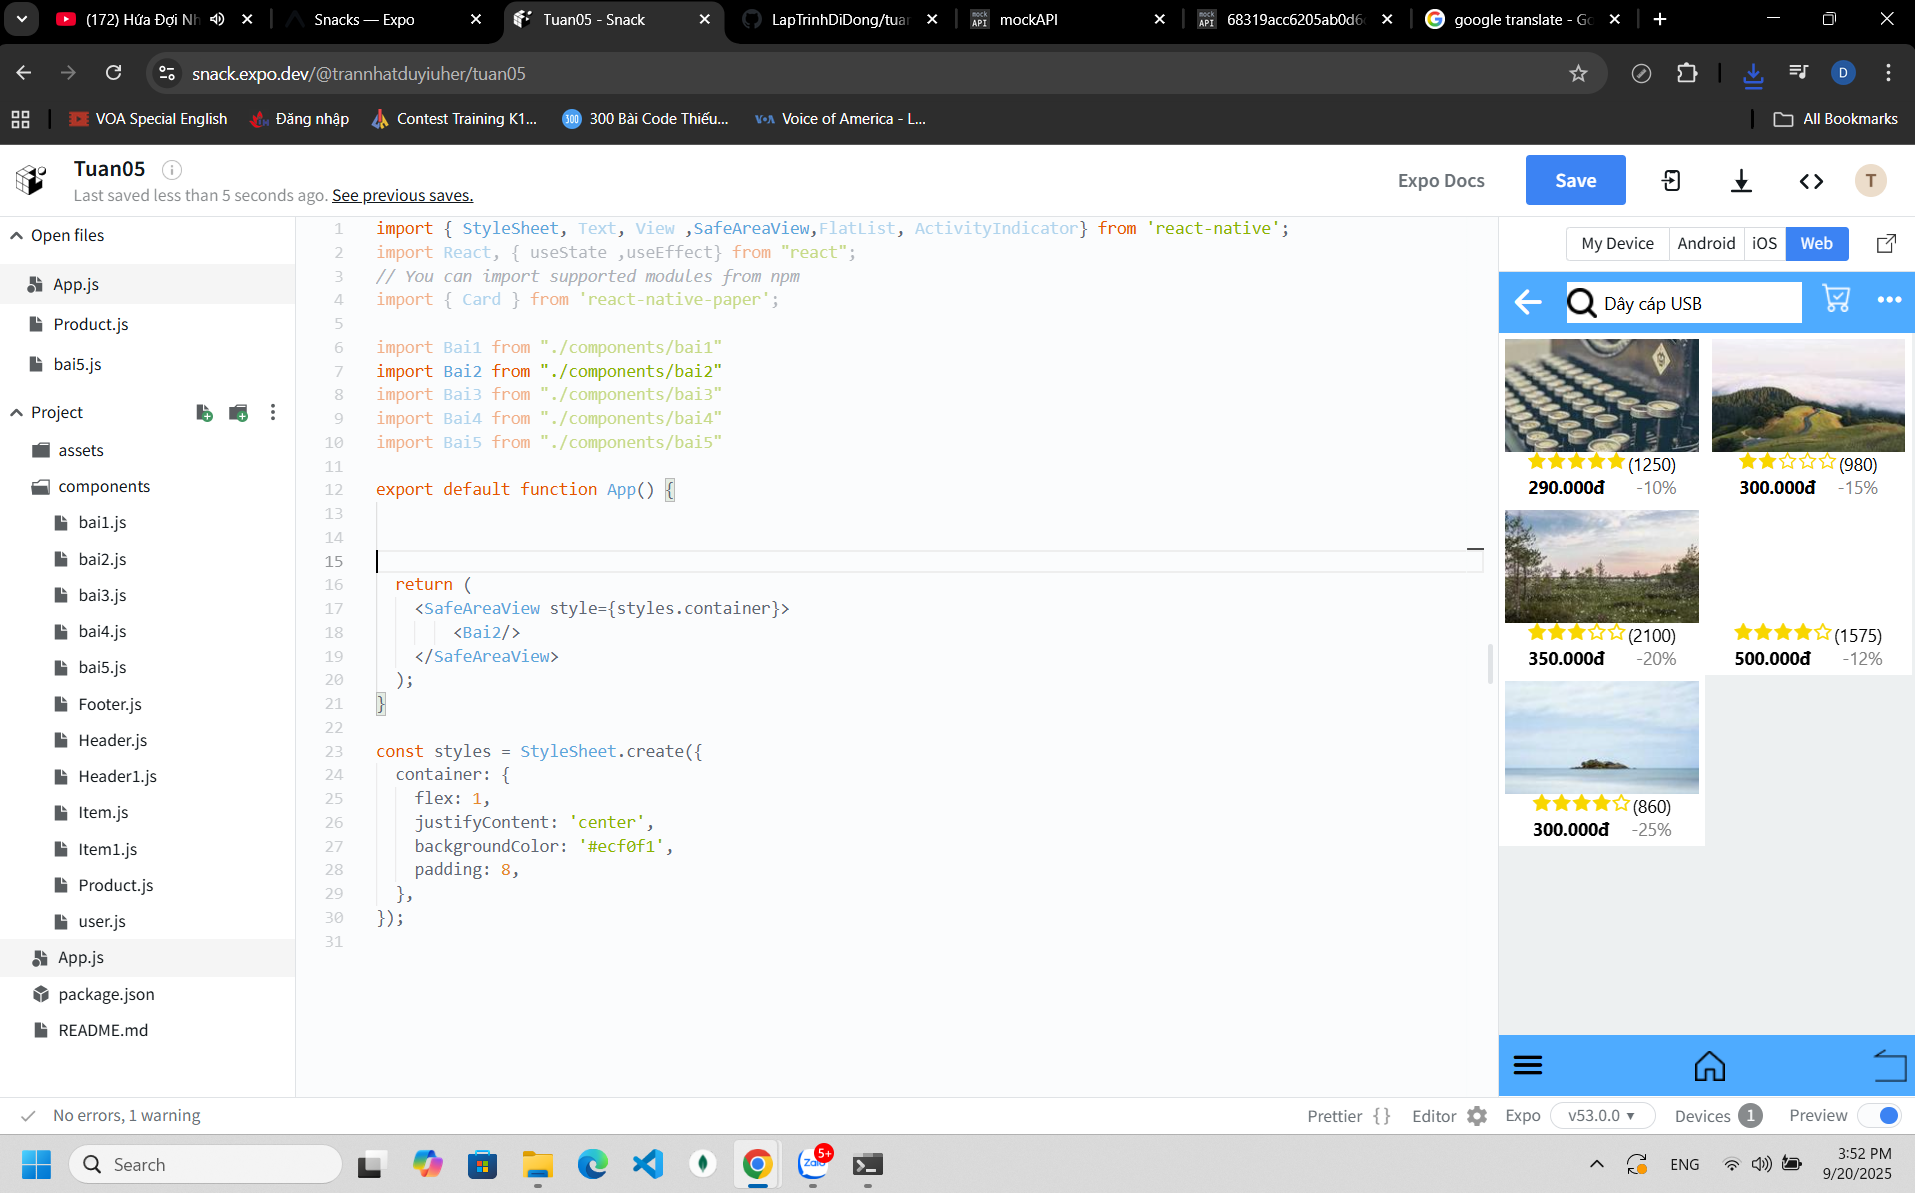 (172) Hứa Đợi Nh
Snacks — Expo
Tuan05 - Snack
LapTrinhDiDong/tuan
mockAPI
68319acc6205ab0d6
google translate - Go
snack.expo.dev/@trannhatduyiuher/tuan05
D
VOA Special English
Đăng nhập
Contest Training K1...
300 Bài Code Thiếu...
Voice of America - L...
All Bookmarks
Tuan05
Last saved less than 5 seconds ago. See previous saves.
Expo Docs
Save
T
Open files
App.js
Product.js
bai5.js
Project
assets
components
bai1.js
bai2.js
bai3.js
bai4.js
bai5.js
Footer.js
Header.js
Header1.js
Item.js
Item1.js
Product.js
user.js
App.js
package.json
README.md
1 import { StyleSheet, Text, View ,SafeAreaView,FlatList, ActivityIndicator} from 'react-native';
2 import React, { useState ,useEffect} from "react";
3 // You can import supported modules from npm
4 import { Card } from 'react-native-paper';
5
6 import Bai1 from "./components/bai1"
7 import Bai2 from "./components/bai2"
8 import Bai3 from "./components/bai3"
9 import Bai4 from "./components/bai4"
10 import Bai5 from "./components/bai5"
11
12 export default function App() {
13
14
15
16 return (
17 <SafeAreaView style={styles.container}>
18 <Bai2/>
19 </SafeAreaView>
20 );
21 }
22
23 const styles = StyleSheet.create({
24 container: {
25 flex: 1,
26 justifyContent: 'center',
27 backgroundColor: '#ecf0f1',
28 padding: 8,
29 },
30 });
31
My Device
Android
iOS
Web
Dây cáp USB
(1250)
290.000đ -10%
(980)
300.000đ -15%
(2100)
350.000đ -20%
(1575)
500.000đ -12%
(860)
300.000đ -25%
No errors, 1 warning
Prettier { }
Editor
Expo
v53.0.0
Devices 1
Preview
Search
Zalo
5+
ENG
3:52 PM
9/20/2025